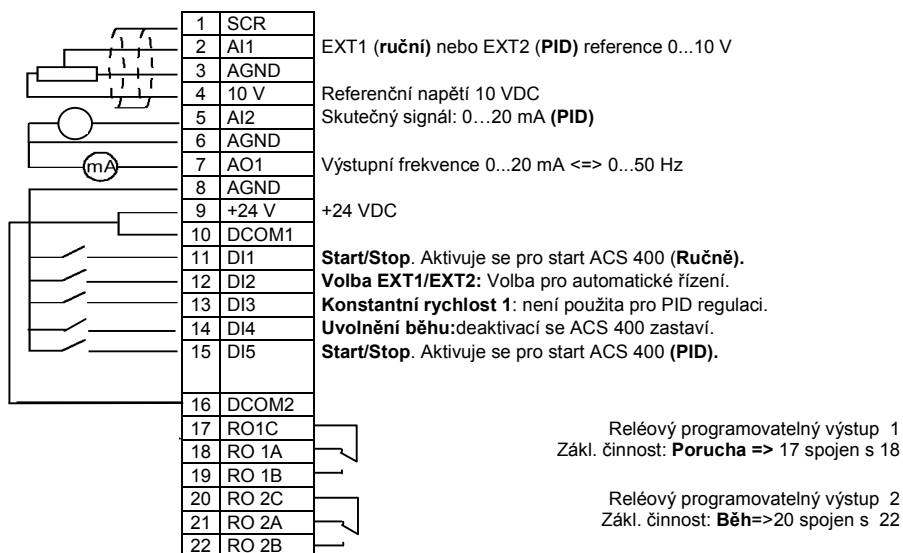 1 SCR
2 AI1 EXT1 (ruční) nebo EXT2 (PID) reference 0...10 V
3 AGND
4 10 V Referenční napětí 10 VDC
5 AI2 Skutečný signál: 0…20 mA (PID)
6 AGND
7 AO1 Výstupní frekvence 0...20 mA <=> 0...50 Hz
mA
8 AGND
9 +24 V +24 VDC
10 DCOM1
11 DI1 Start/Stop. Aktivuje se pro start ACS 400 (Ručně).
12 DI2 Volba EXT1/EXT2: Volba pro automatické řízení.
13 DI3 Konstantní rychlost 1: není použita pro PID regulaci.
14 DI4 Uvolnění běhu:deaktivací se ACS 400 zastaví.
15 DI5 Start/Stop. Aktivuje se pro start ACS 400 (PID).
16 DCOM2
17 RO1C Reléový programovatelný výstup 1
18 RO 1A Zákl. činnost: Porucha => 17 spojen s 18
19 RO 1B
20 RO 2C Reléový programovatelný výstup 2
21 RO 2A Zákl. činnost: Běh=>20 spojen s 22
22 RO 2B